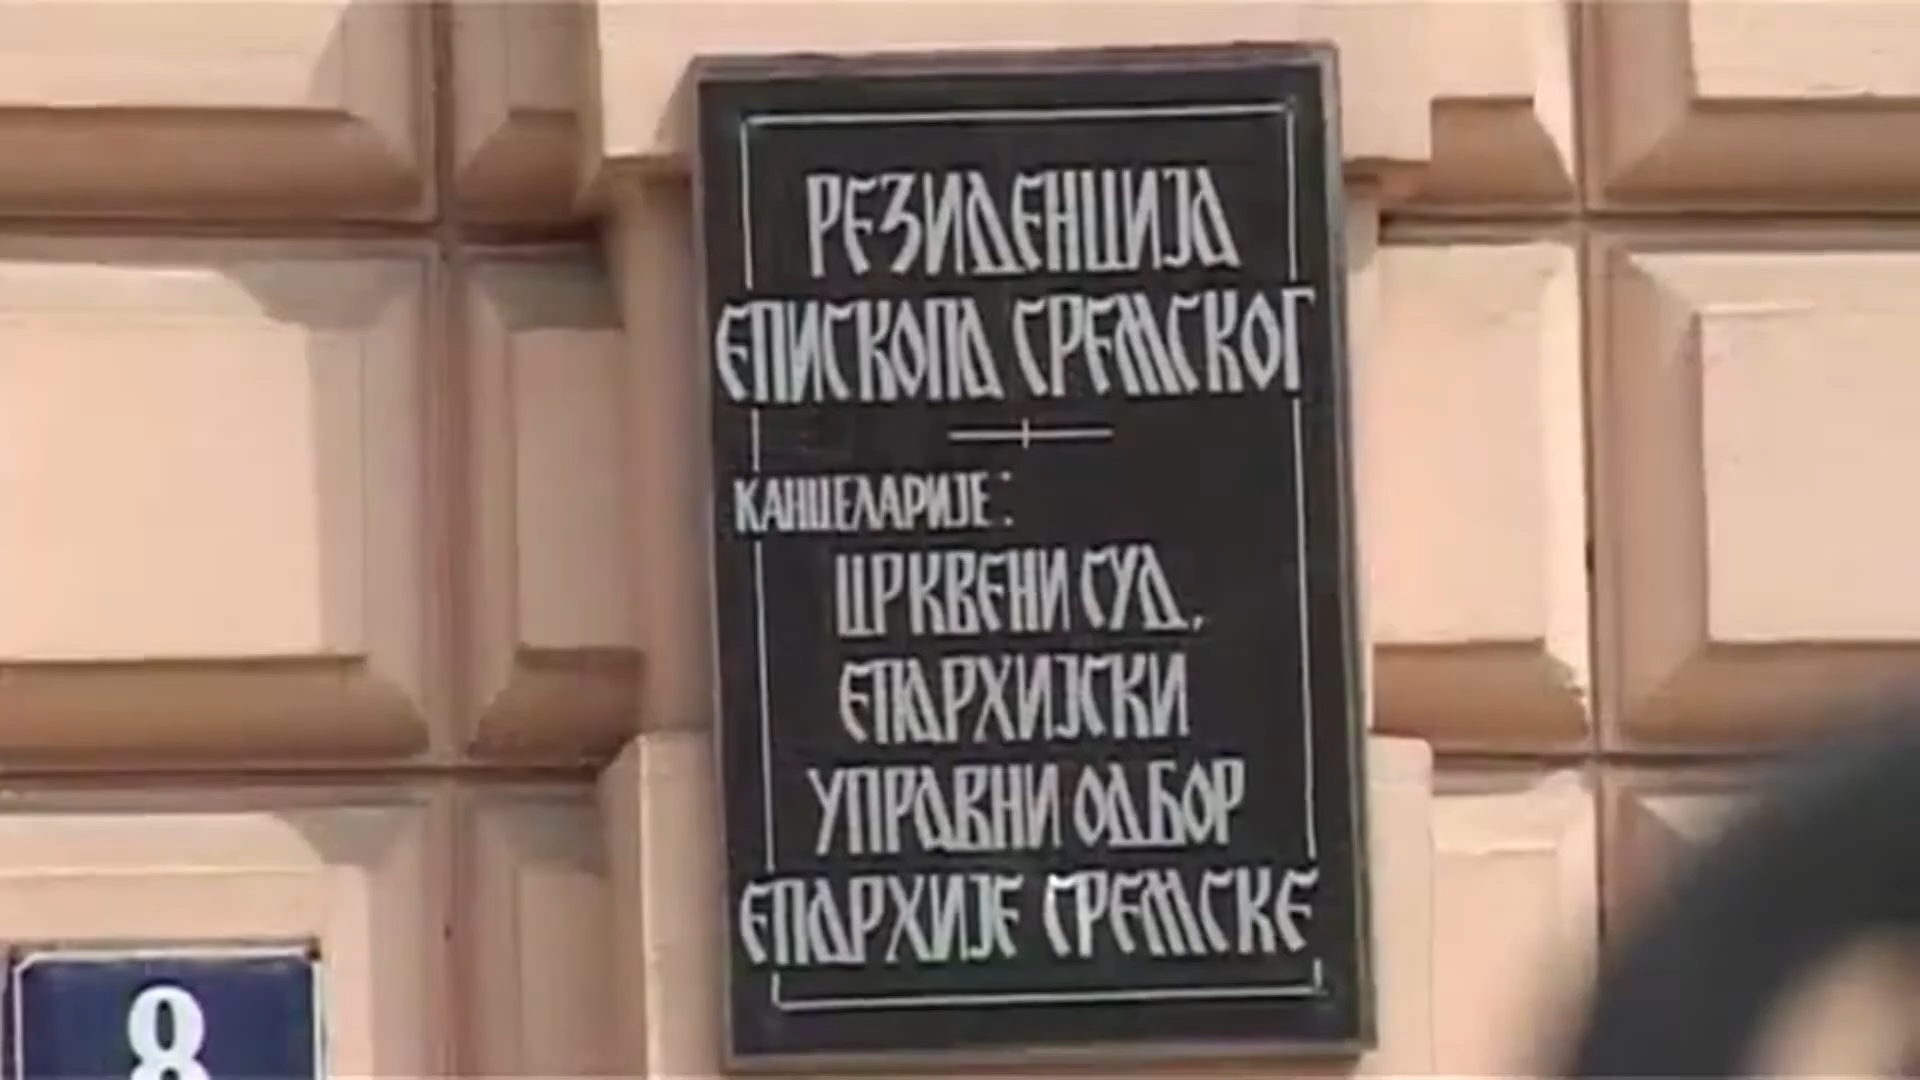 РЕЗИДЕНЦИЈА
ЕПИСКОПА СРЕМСКОГ
КАНЦЕЛАРИЈЕ:
ЦРКВЕНИ СУД,
ЕПАРХИЈСКИ
УПРАВНИ ОДБОР
ЕПАРХИЈЕ СРЕМСКЕ
8